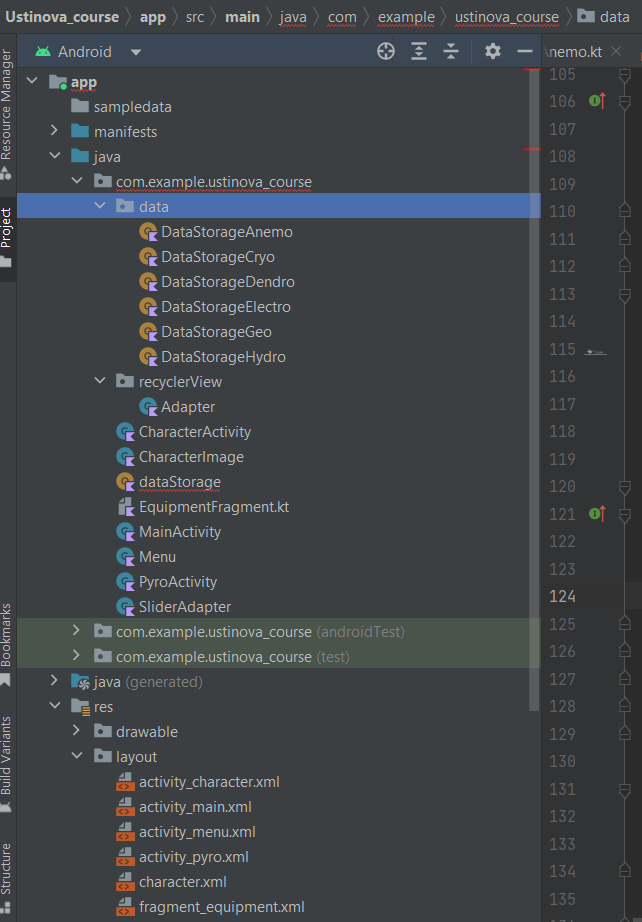 Ustinova_course app src main java com example ustinova_course data
Android
nemo.kt
Resource Manager
Project
Bookmarks
Build Variants
Structure
app
sampledata
manifests
java
com.example.ustinova_course
data
DataStorageAnemo
DataStorageCryo
DataStorageDendro
DataStorageElectro
DataStorageGeo
DataStorageHydro
recyclerView
Adapter
CharacterActivity
CharacterImage
dataStorage
EquipmentFragment.kt
MainActivity
Menu
PyroActivity
SliderAdapter
com.example.ustinova_course (androidTest)
com.example.ustinova_course (test)
java (generated)
res
drawable
layout
activity_character.xml
activity_main.xml
activity_menu.xml
activity_pyro.xml
character.xml
fragment_equipment.xml
105
106
107
108
109
110
111
112
113
114
115
116
117
118
119
120
121
122
123
124
125
126
127
128
129
130
131
132
133
134
135